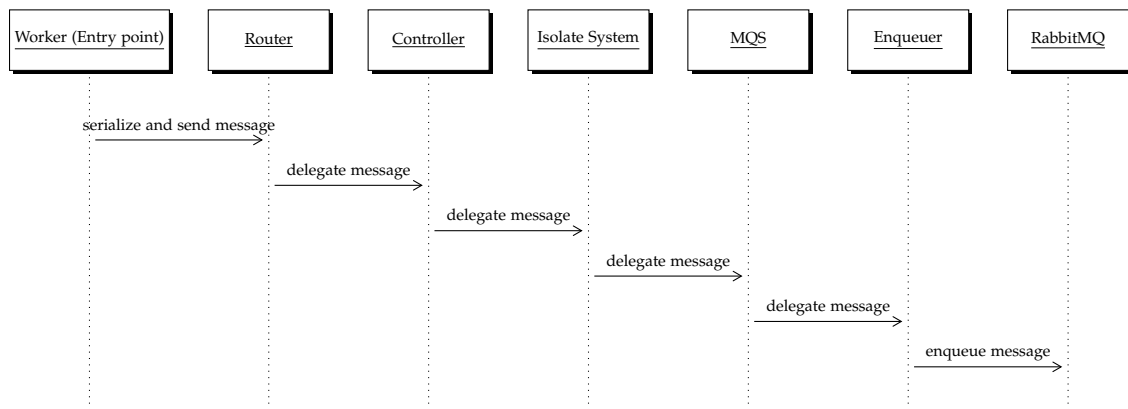 Worker (Entry point)
Router
Controller
Isolate System
MQS
Enqueuer
RabbitMQ
serialize and send message
delegate message
delegate message
delegate message
delegate message
enqueue message